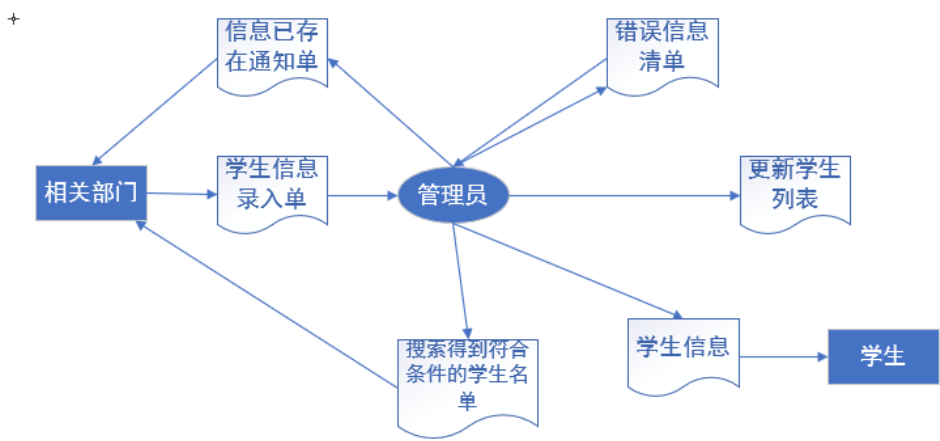 信息已存
在通知单
错误信息
清单
相关部门
学生信息
录入单
管理员
更新学生
列表
搜索得到符合
条件的学生名
单
学生信息
学生